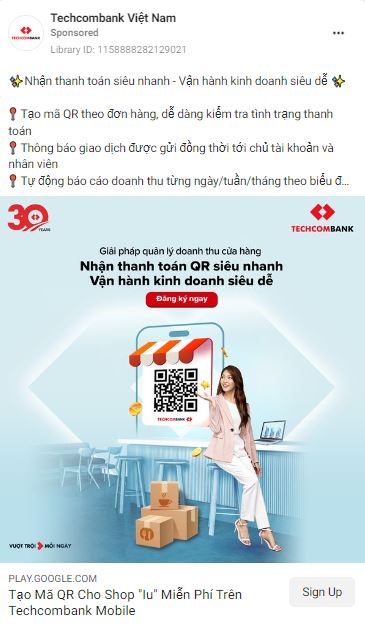 Techcombank Việt Nam
Sponsored
Library ID: 1158888282129021
✨Nhận thanh toán siêu nhanh - Vận hành kinh doanh siêu dễ ✨
📍Tạo mã QR theo đơn hàng, dễ dàng kiểm tra tình trạng thanh
toán
📍Thông báo giao dịch được gửi đồng thời tới chủ tài khoản và
nhân viên
📍Tự động báo cáo doanh thu từng ngày/tuần/tháng theo biểu đ...
30
YEARS
TECHCOMBANK
Giải pháp quản lý doanh thu cửa hàng
Nhận thanh toán QR siêu nhanh
Vận hành kinh doanh siêu dễ
Đăng ký ngay
TECHCOMBANK
VƯỢT TRỘI MỖI NGÀY
PLAY.GOOGLE.COM
Tạo Mã QR Cho Shop "Iu" Miễn Phí Trên
Techcombank Mobile
Sign Up